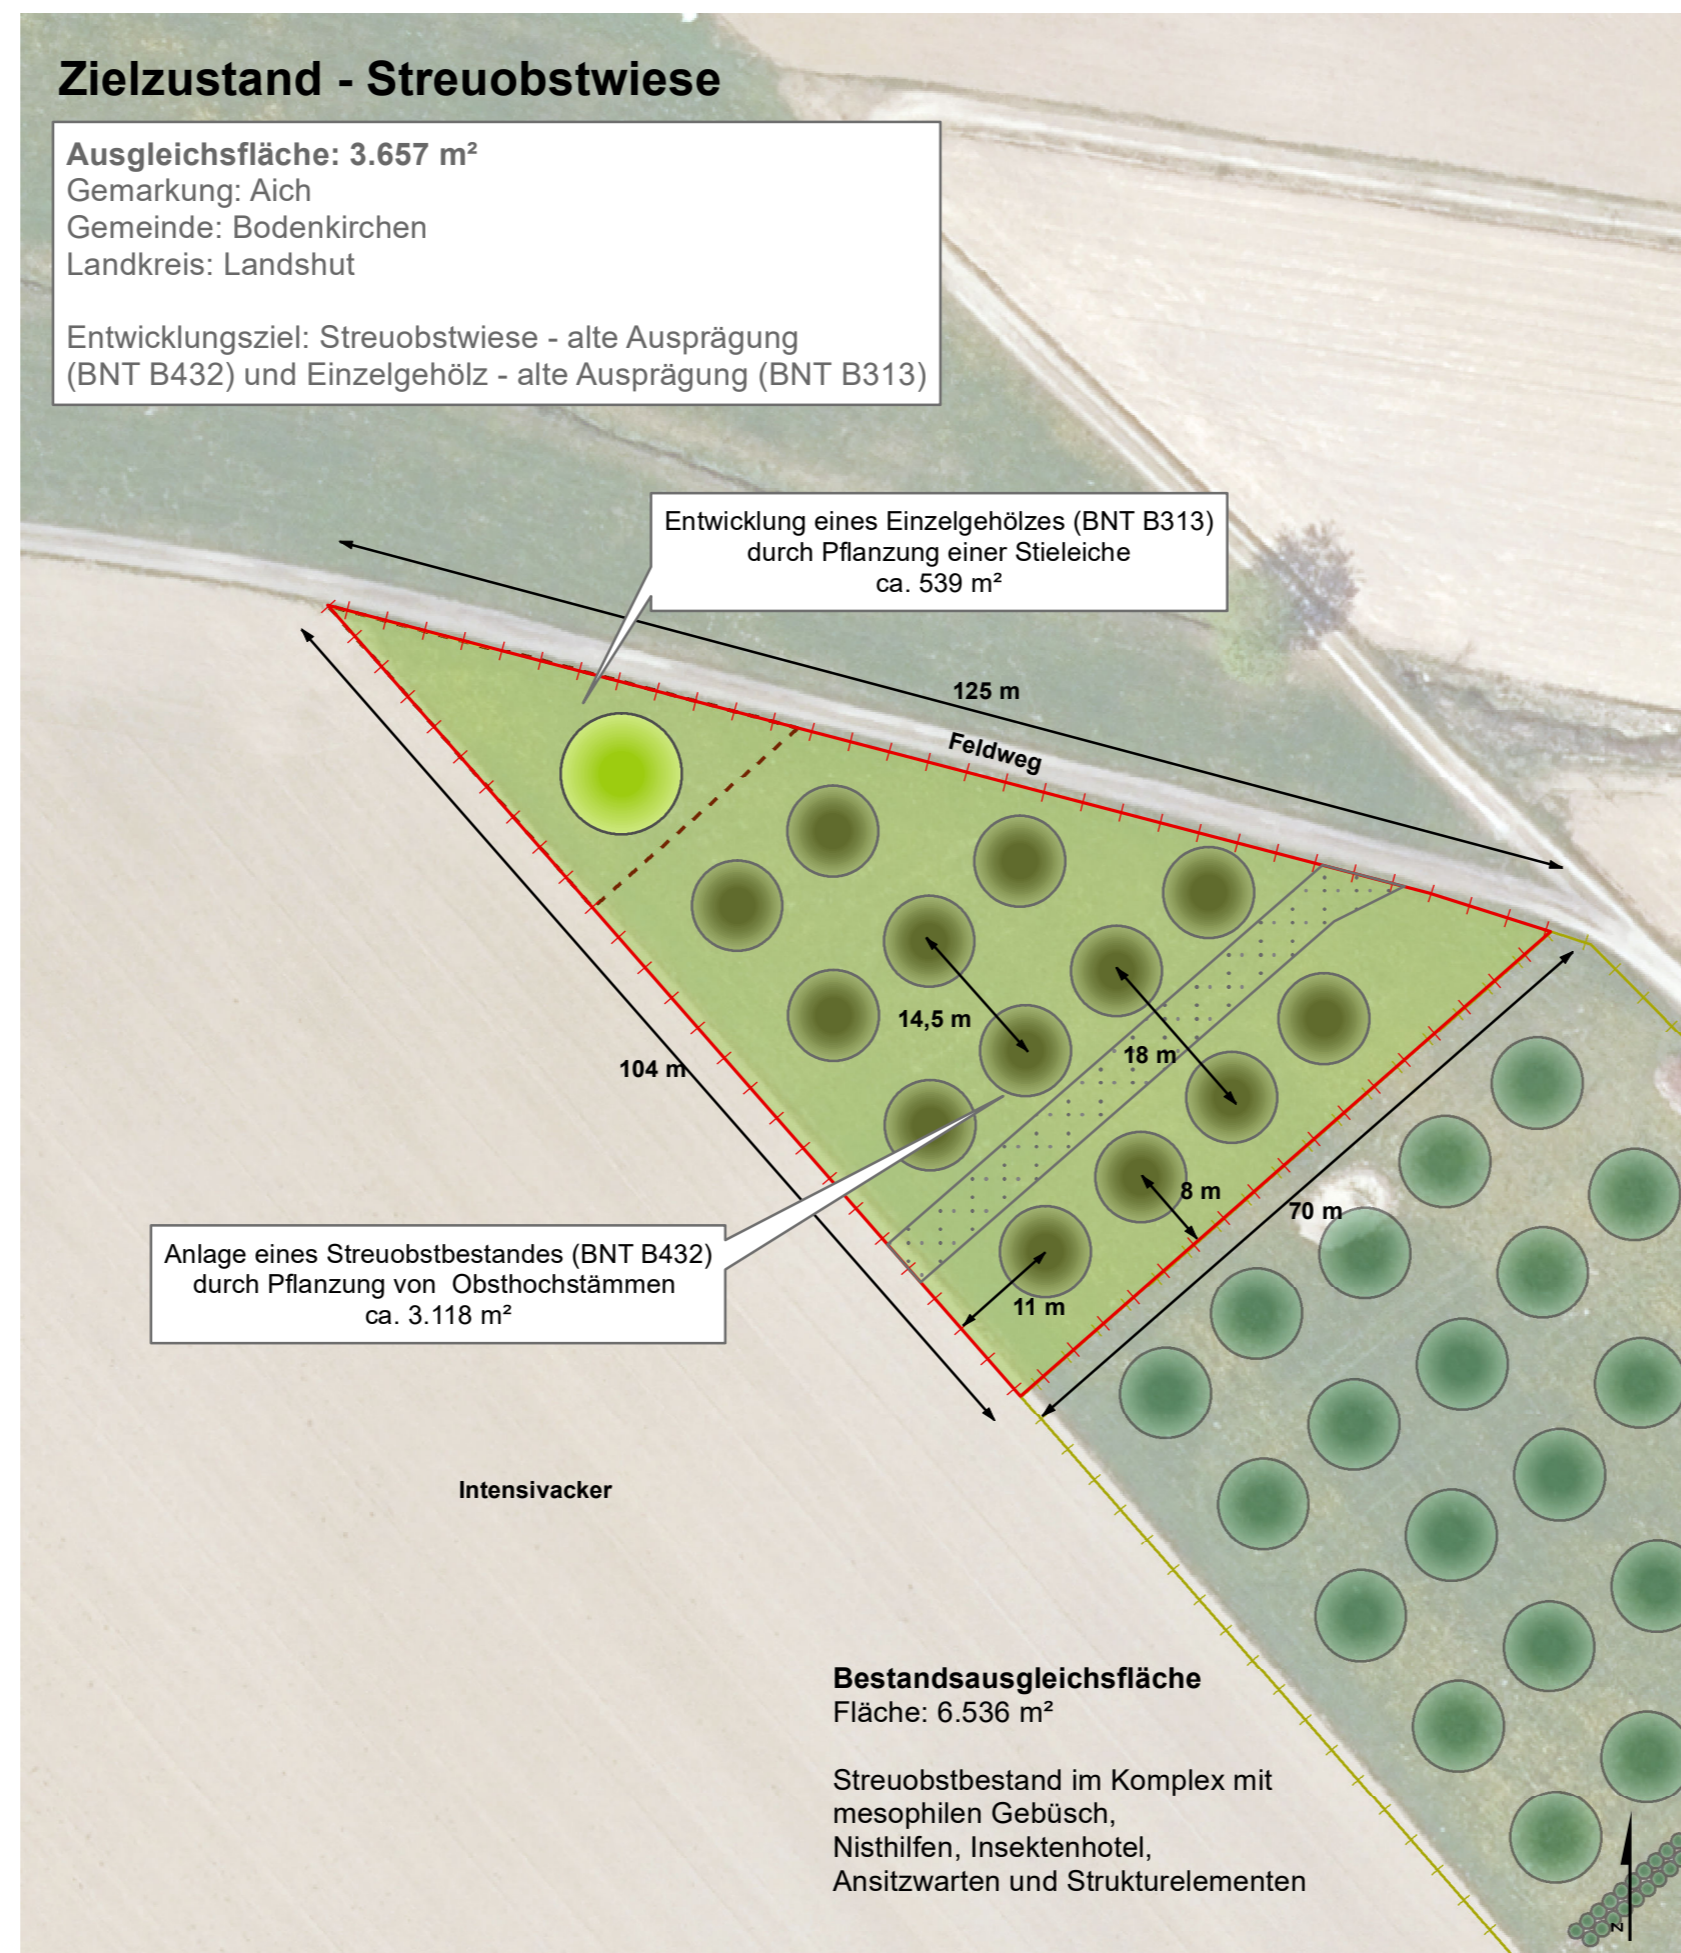 Zielzustand - Streuobstwiese
Ausgleichsfläche: 3.657 m²
Gemarkung: Aich
Gemeinde: Bodenkirchen
Landkreis: Landshut
Entwicklungsziel: Streuobstwiese - alte Ausprägung
(BNT B432) und Einzelgehölz - alte Ausprägung (BNT B313)
Entwicklung eines Einzelgehölzes (BNT B313)
durch Pflanzung einer Stieleiche
ca. 539 m²
125 m
Feldweg
14,5 m
18 m
104 m
8 m
70 m
11 m
Anlage eines Streuobstbestandes (BNT B432)
durch Pflanzung von Obsthochstämmen
ca. 3.118 m²
Intensivacker
Bestandsausgleichsfläche
Fläche: 6.536 m²
Streuobstbestand im Komplex mit
mesophilen Gebüsch,
Nisthilfen, Insektenhotel,
Ansitzwarten und Strukturelementen
N